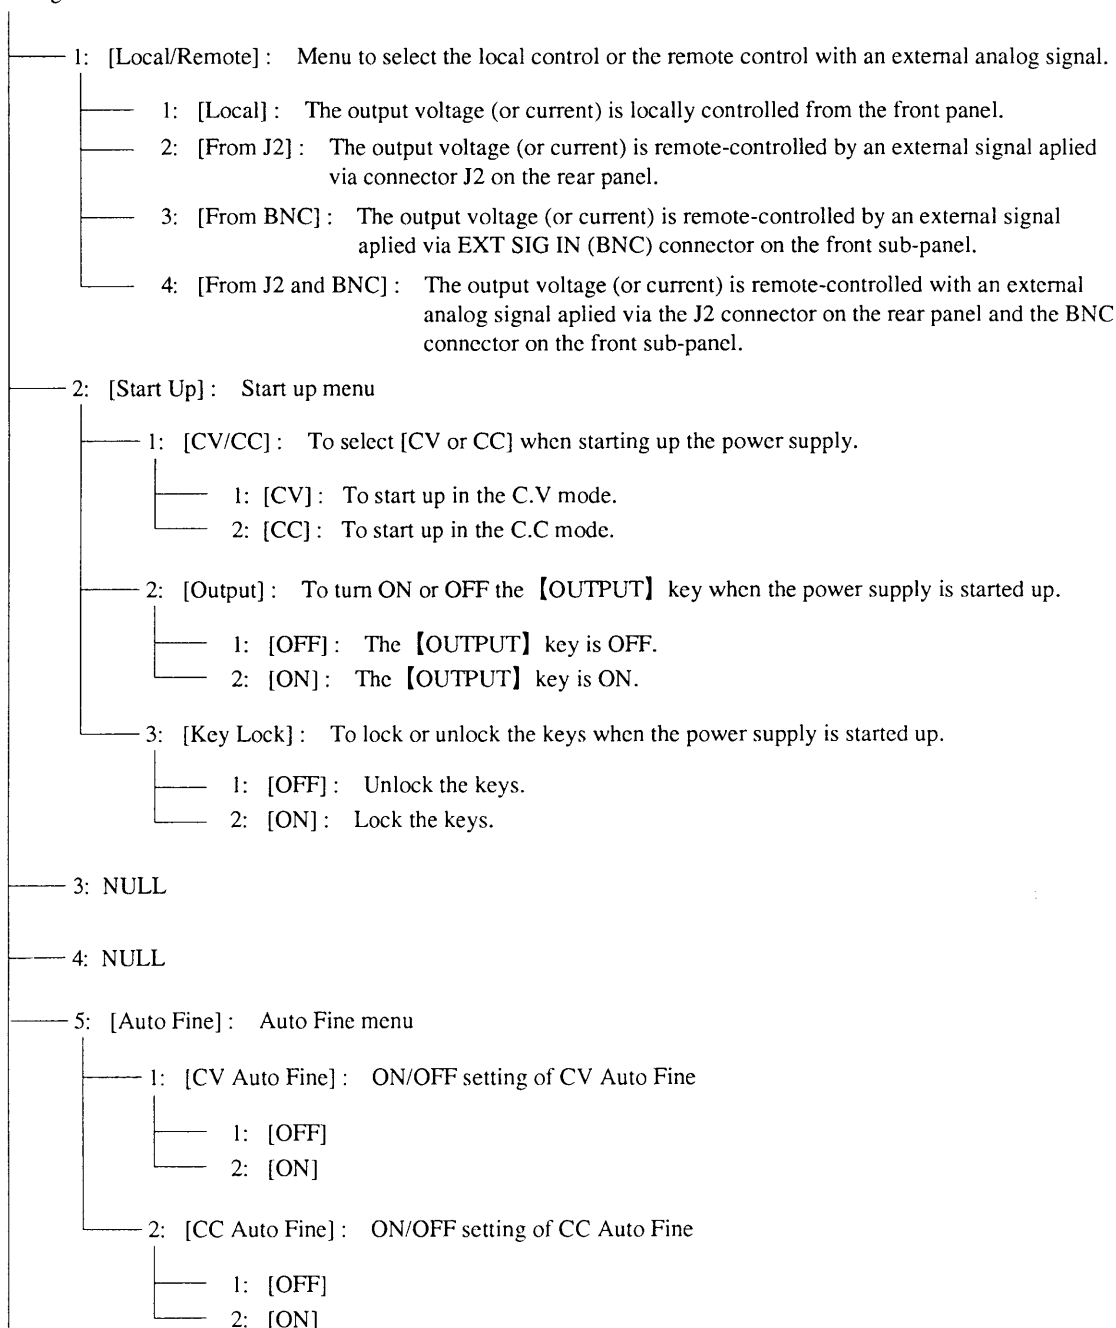 1: [Local/Remote] : Menu to select the local control or the remote control with an external analog signal.
1: [Local] : The output voltage (or current) is locally controlled from the front panel.
2: [From J2] : The output voltage (or current) is remote-controlled by an external signal aplied
via connector J2 on the rear panel.
3: [From BNC] : The output voltage (or current) is remote-controlled by an external signal
aplied via EXT SIG IN (BNC) connector on the front sub-panel.
4: [From J2 and BNC] : The output voltage (or current) is remote-controlled with an external
analog signal aplied via the J2 connector on the rear panel and the BNC
connector on the front sub-panel.
2: [Start Up] : Start up menu
1: [CV/CC] : To select [CV or CC] when starting up the power supply.
1: [CV] : To start up in the C.V mode.
2: [CC] : To start up in the C.C mode.
2: [Output] : To turn ON or OFF the 【OUTPUT】 key when the power supply is started up.
1: [OFF] : The 【OUTPUT】 key is OFF.
2: [ON] : The 【OUTPUT】 key is ON.
3: [Key Lock] : To lock or unlock the keys when the power supply is started up.
1: [OFF] : Unlock the keys.
2: [ON] : Lock the keys.
3: NULL
4: NULL
5: [Auto Fine] : Auto Fine menu
1: [CV Auto Fine] : ON/OFF setting of CV Auto Fine
1: [OFF]
2: [ON]
2: [CC Auto Fine] : ON/OFF setting of CC Auto Fine
1: [OFF]
2: [ON]